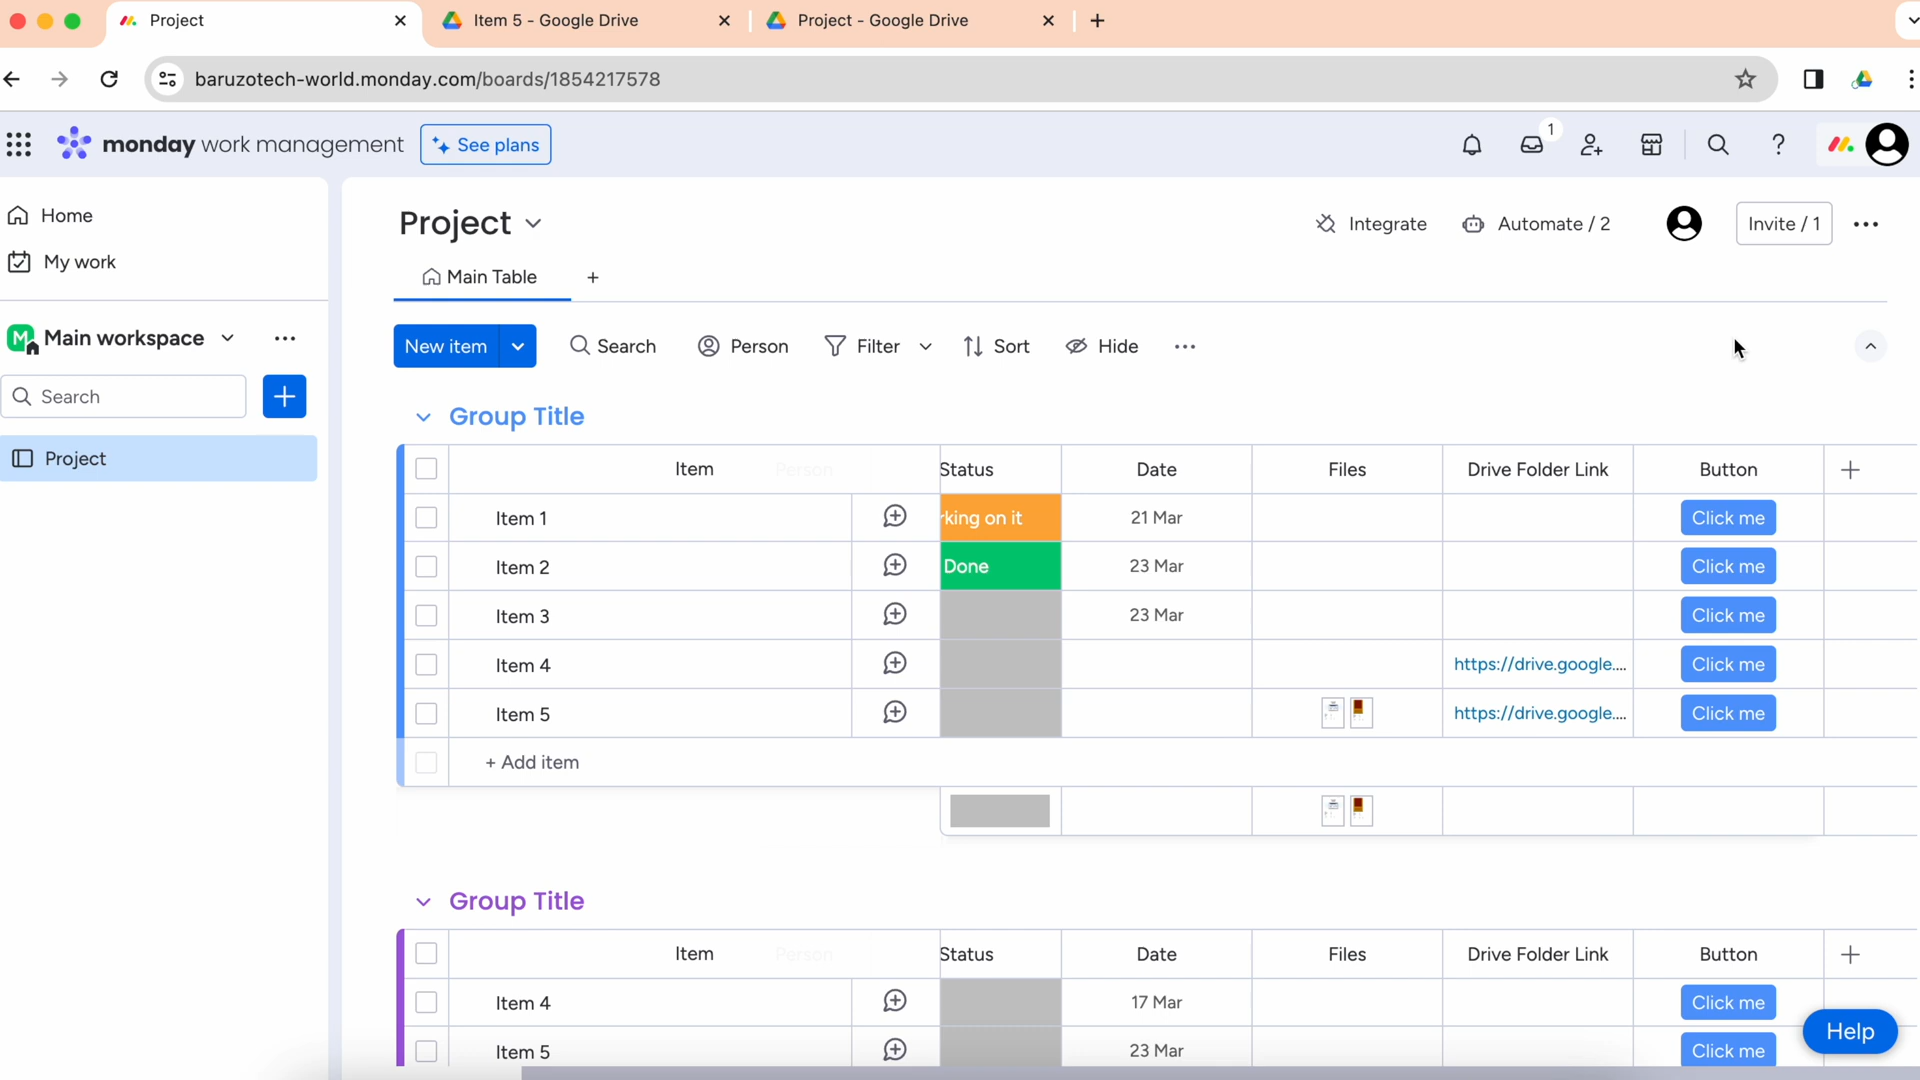 Project
Item 5 - Google Drive
Project - Google Drive
baruzotech-world.monday.com/boards/1854217578
monday work management
See plans
1
Home
My work
Main workspace
M
Search
Project
Project
Integrate
Automate / 2
Invite / 1
Main Table
New item
Search
Person
Filter
Sort
Hide
Group Title
Item Person Status Date Files Drive Folder Link Button
Item 1 rking on it 21 Mar Click me
Item 2 Done 23 Mar Click me
Item 3 23 Mar Click me
Item 4 https://drive.google.... Click me
Item 5 https://drive.google.... Click me
+ Add item
Group Title
Item Person Status Date Files Drive Folder Link Button
Item 4 17 Mar Click me
Item 5 23 Mar Click me
Help